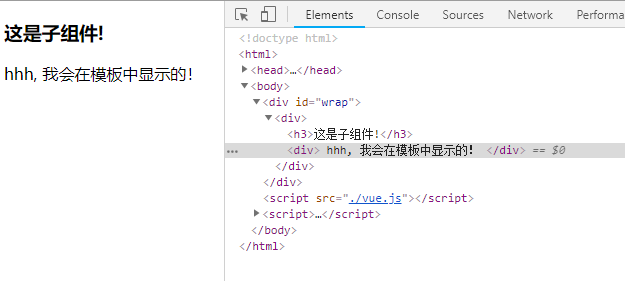 这是子组件!
hhh, 我会在模板中显示的!
Elements Console Sources Network Performa
<!doctype html>
<html>
<head>…</head>
<body>
<div id="wrap">
<div>
<h3>这是子组件!</h3>
… <div> hhh, 我会在模板中显示的! </div> == $0
</div>
</div>
<script src="./vue.js"></script>
<script>…</script>
</body>
</html>